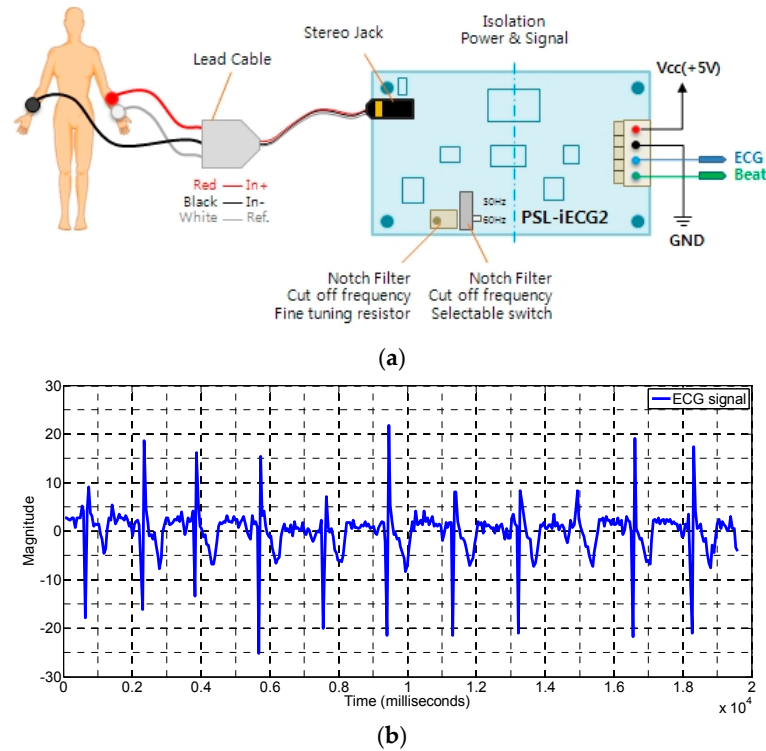 Isolation
Power & Signal
Stereo Jack
Lead Cable
Vcc(+5V)
ECG
Beat
Red — In+
Black — In-
White — Ref.
50Hz
60Hz
PSL-iECG2
GND
Notch Filter
Cut off frequency
Fine tuning resistor
Notch Filter
Cut off frequency
Selectable switch
(a)
30
20
10
0
-10
-20
-30
Magnitude
ECG signal
0 0.2 0.4 0.6 0.8 1 1.2 1.4 1.6 1.8 2
Time (milliseconds)
x 10⁴
(b)